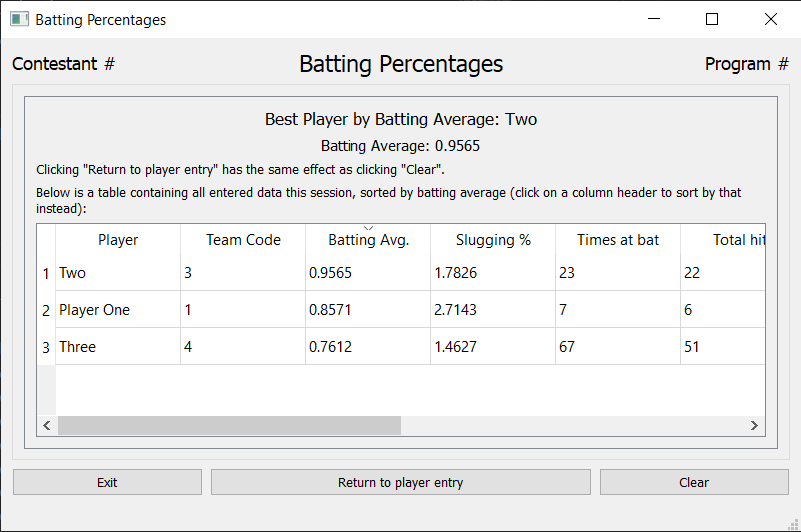 Batting Percentages
Contestant # Batting Percentages Program #
Best Player by Batting Average: Two
Batting Average: 0.9565
Clicking "Return to player entry" has the same effect as clicking "Clear".
Below is a table containing all entered data this session, sorted by batting average (click on a column header to sort by that
instead):
Player Team Code Batting Avg. Slugging % Times at bat Total hit
1 Two 3 0.9565 1.7826 23 22
2 Player One 1 0.8571 2.7143 7 6
3 Three 4 0.7612 1.4627 67 51
Exit Return to player entry Clear